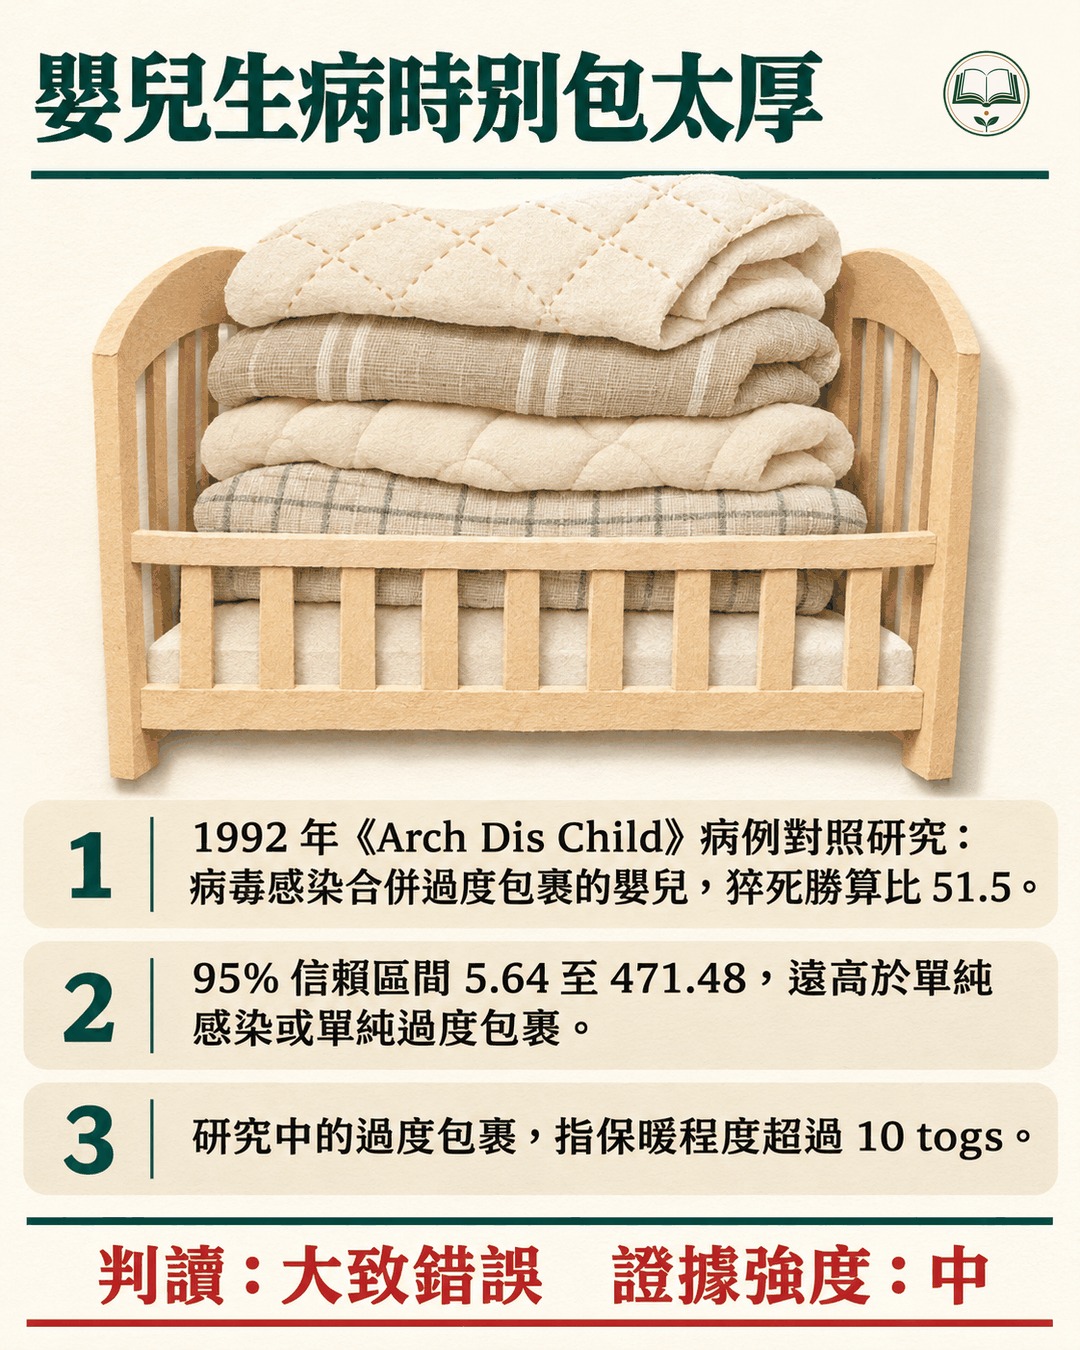 嬰兒生病時別包太厚
1
1992 年《Arch Dis Child》病例對照研究：
病毒感染合併過度包裹的嬰兒，猝死勝算比 51.5。
2
95% 信賴區間 5.64 至 471.48，遠高於單純
感染或單純過度包裹。
3
研究中的過度包裹，指保暖程度超過 10 togs。
判讀：大致錯誤 證據強度：中